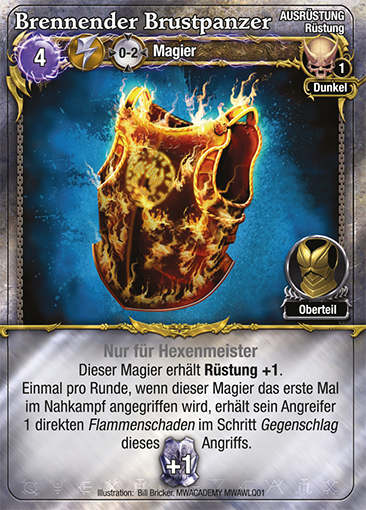 Brennender Brustpanzer
AUSRÜSTUNG
Rüstung
4
0-2
Magier
1
Dunkel
Oberteil
Nur für Hexenmeister
Dieser Magier erhält Rüstung +1.
Einmal pro Runde, wenn dieser Magier das erste Mal
im Nahkampf angegriffen wird, erhält sein Angreifer
1 direkten Flammenschaden im Schritt Gegenschlag
dieses Angriffs.
+1
Illustration: Bill Bricker. MWACADEMY MWAWLQ01